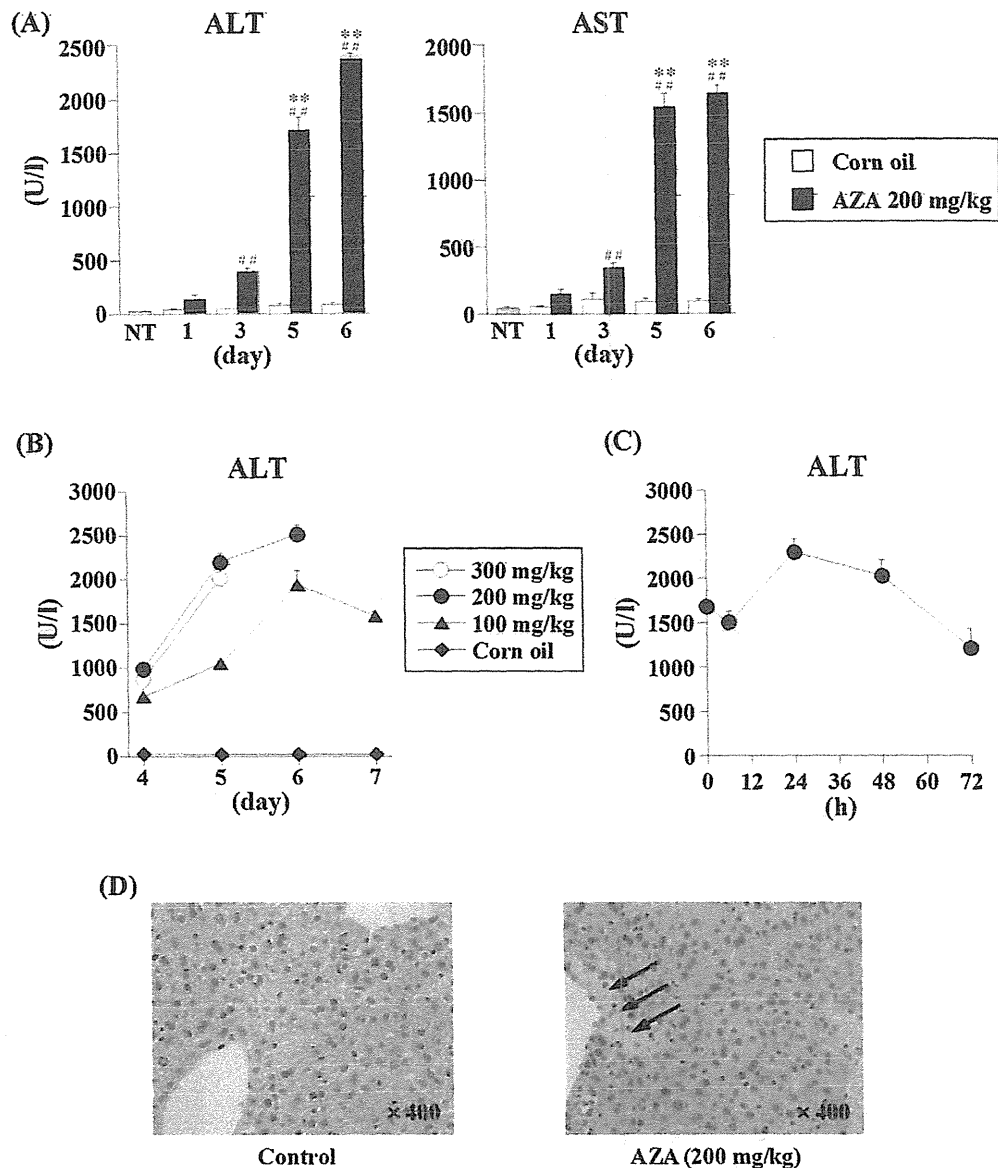 (A)
ALT
AST
2500
2000
1500
1000
500
0
(U/l)
**
##
**
##
##
NT 1 3 5 6
(day)
2000
1500
1000
500
0
(U/l)
**
##
**
##
##
NT 1 3 5 6
(day)
Corn oil
AZA 200 mg/kg
(B)
ALT
3000
2500
2000
1500
1000
500
0
(U/l)
4 5 6 7
(day)
300 mg/kg
200 mg/kg
100 mg/kg
Corn oil
(C)
ALT
3000
2500
2000
1500
1000
500
0
(U/l)
0 12 24 36 48 60 72
(h)
(D)
× 400
× 400
Control
AZA (200 mg/kg)